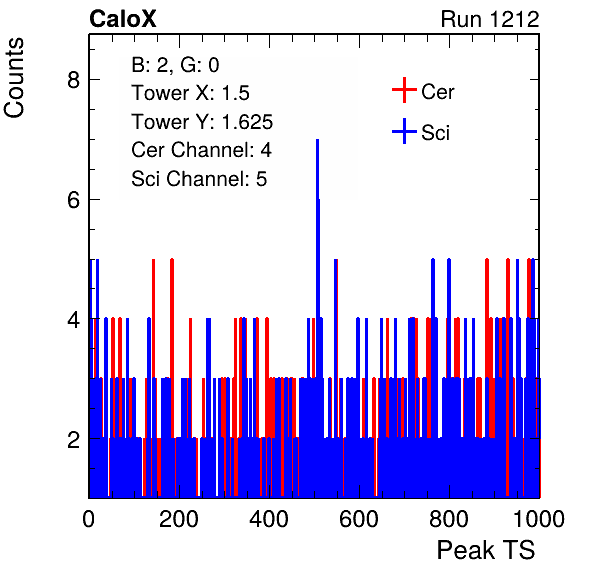 CaloX Run 1212
Counts
B: 2, G: 0
Tower X: 1.5
Tower Y: 1.625
Cer Channel: 4
Sci Channel: 5
Cer
Sci
8
6
4
2
0 200 400 600 800 1000
Peak TS